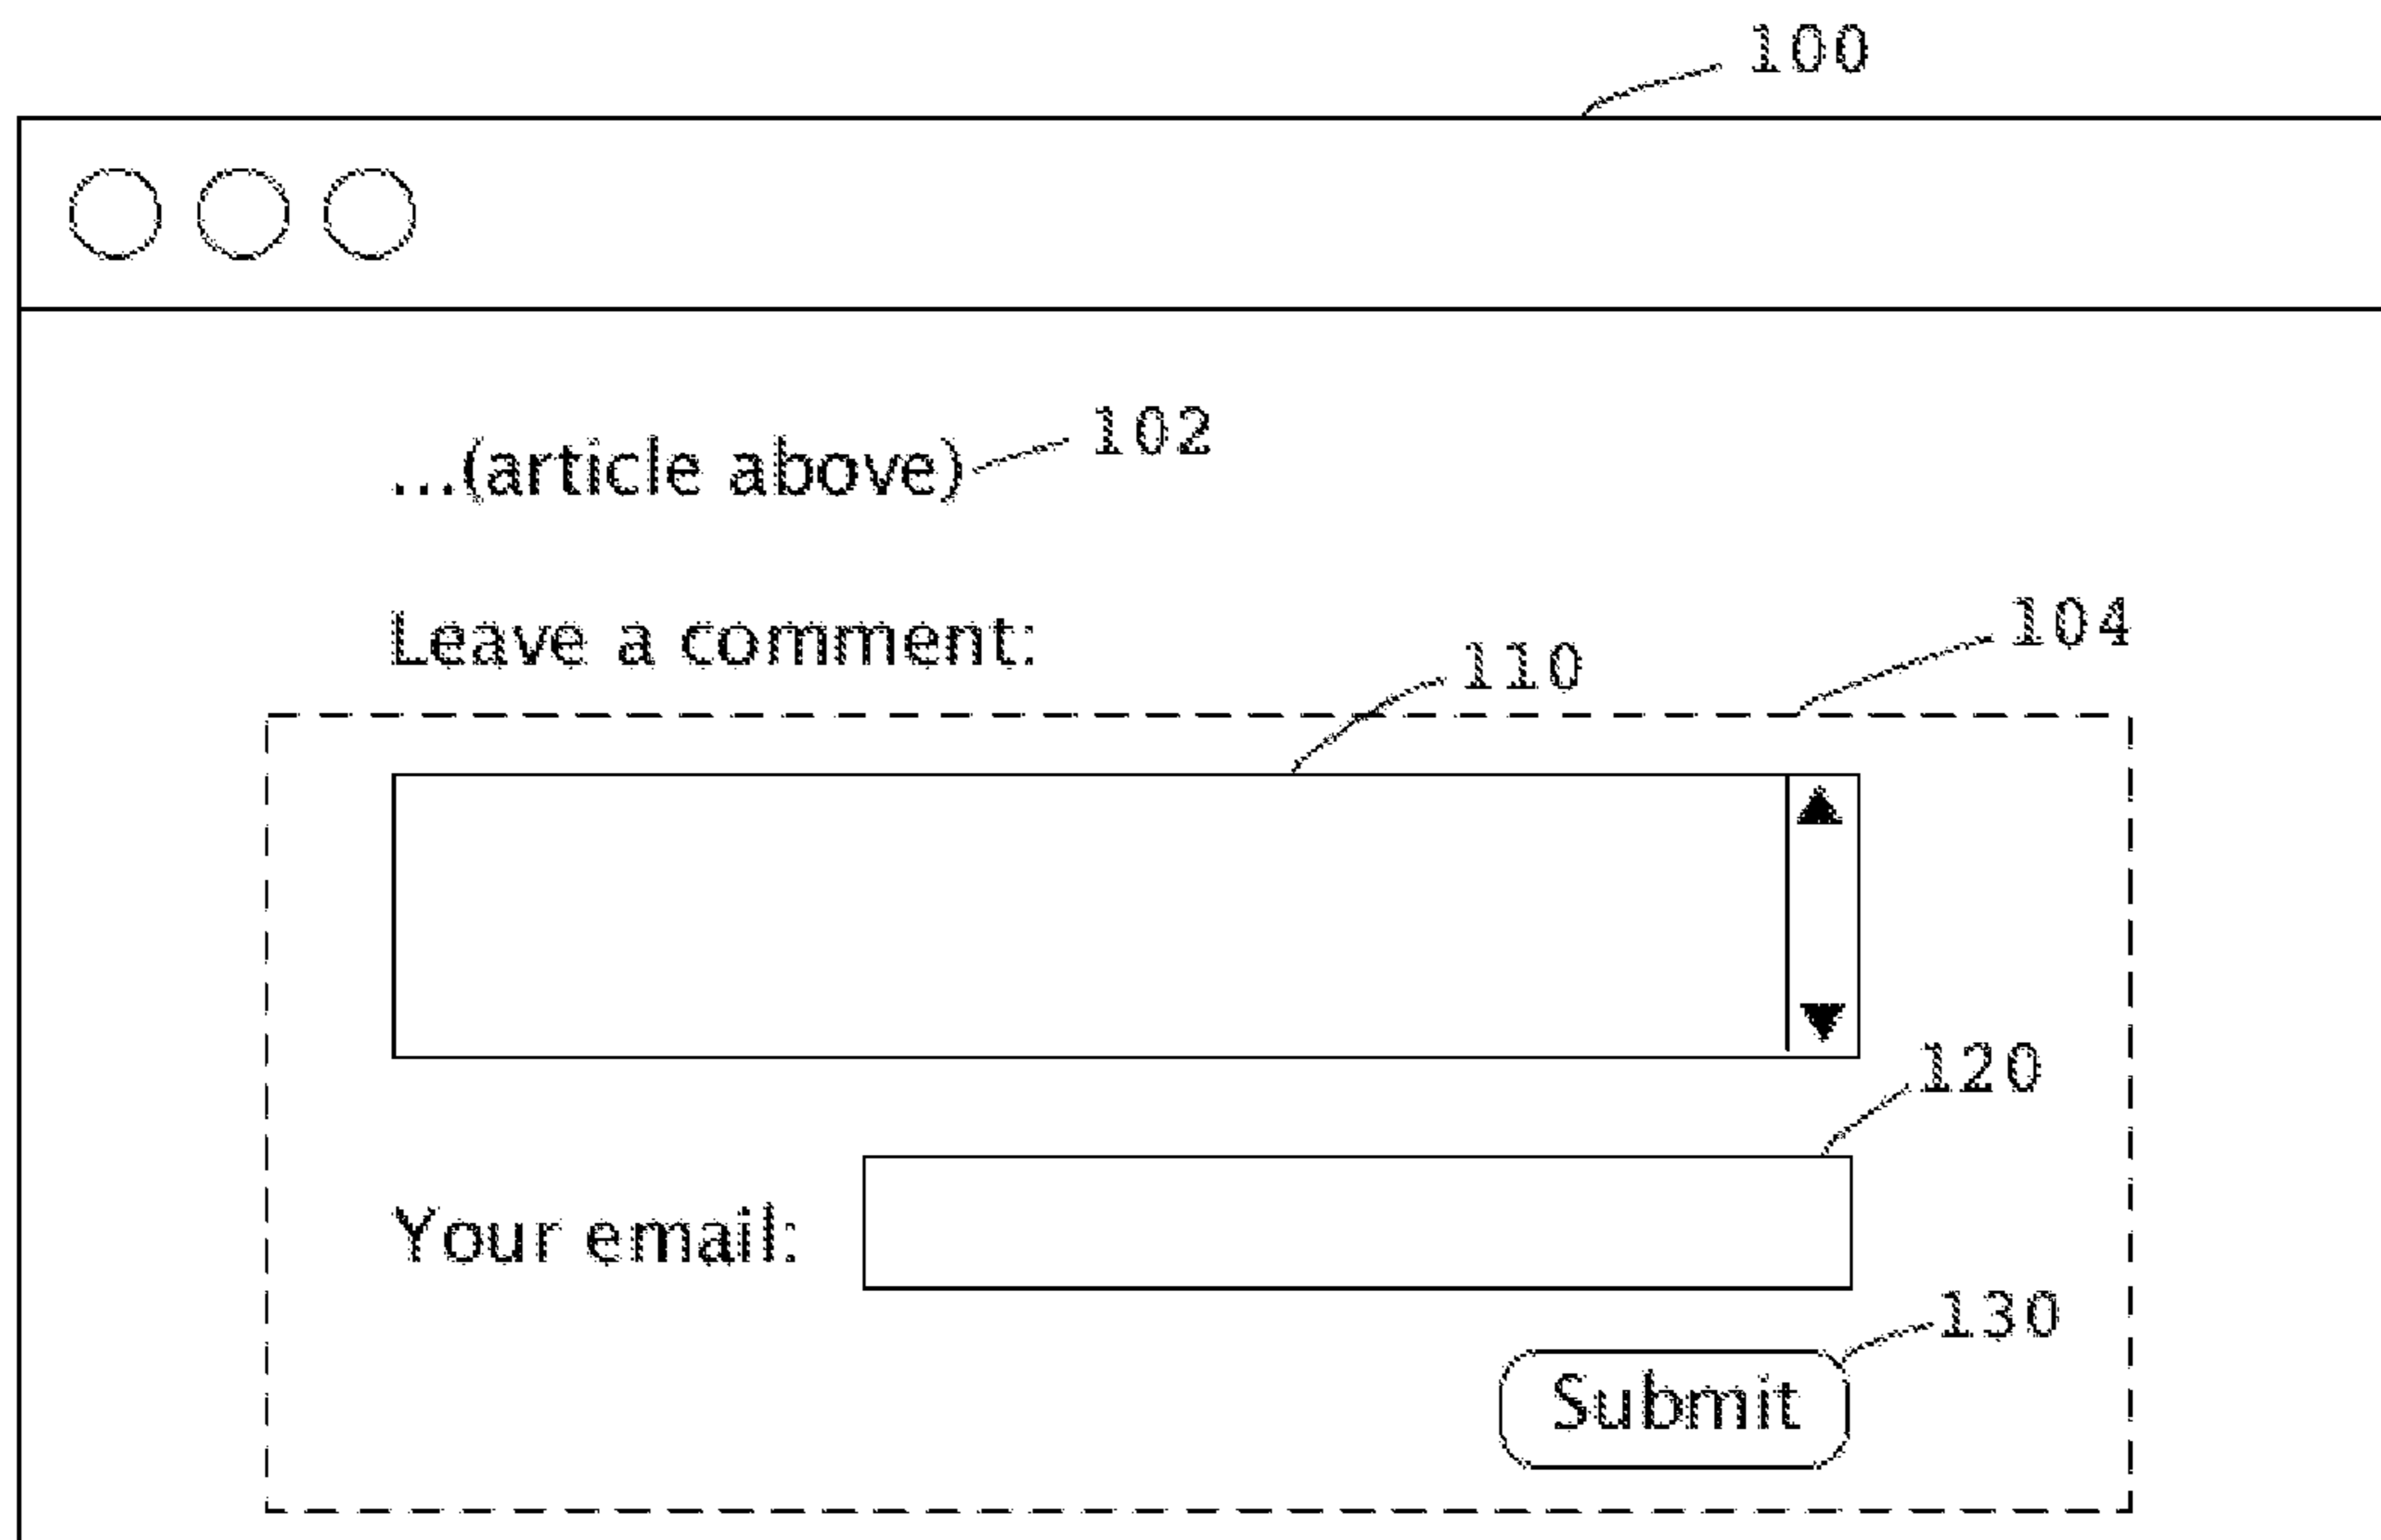 100
...(article above) 102
Leave a comment:
104
110
120
Your email:
130
Submit